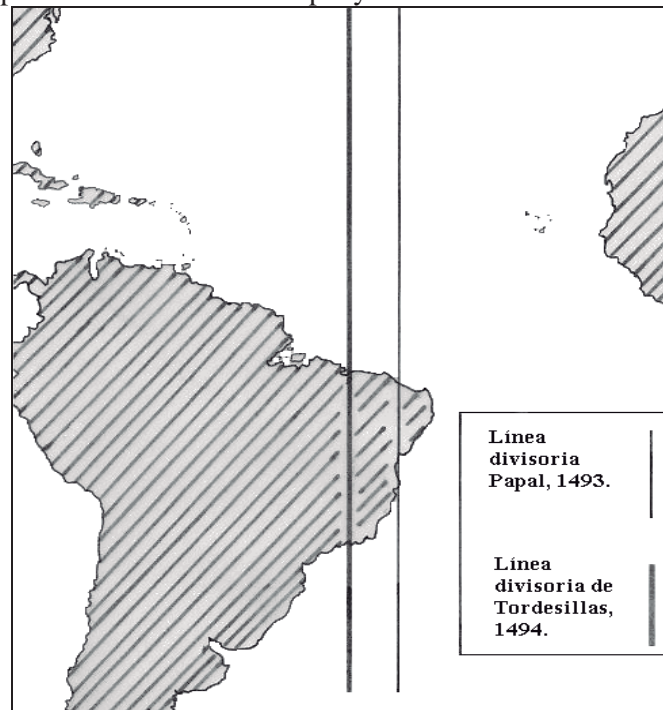 Línea
divisoria
Papal, 1493.
Línea
divisoria de
Tordesillas,
1494.